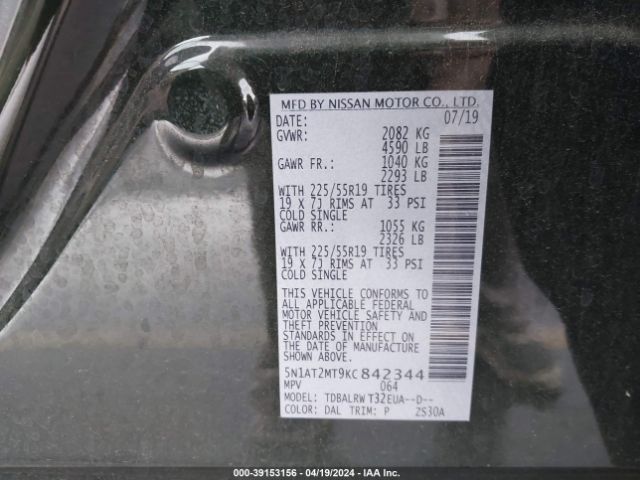 MFD BY NISSAN MOTOR CO., LTD.
DATE: 07/19
GVWR: 2082 KG
4590 LB
GAWR FR.: 1040 KG
2293 LB
WITH 225/55R19 TIRES
19 X 7J RIMS AT 33 PSI
COLD SINGLE
GAWR RR.: 1055 KG
2326 LB
WITH 225/55R19 TIRES
19 X 7J RIMS AT 33 PSI
COLD SINGLE
THIS VEHICLE CONFORMS TO
ALL APPLICABLE FEDERAL
MOTOR VEHICLE SAFETY AND
THEFT PREVENTION
STANDARDS IN EFFECT ON
THE DATE OF MANUFACTURE
SHOWN ABOVE.
5N1AT2MT9KC842344
MPV 064
MODEL: TDBALRW T32EUA--D--
COLOR: DAL TRIM: P 2S30A
000-39153156 - 04/19/2024 - IAA Inc.